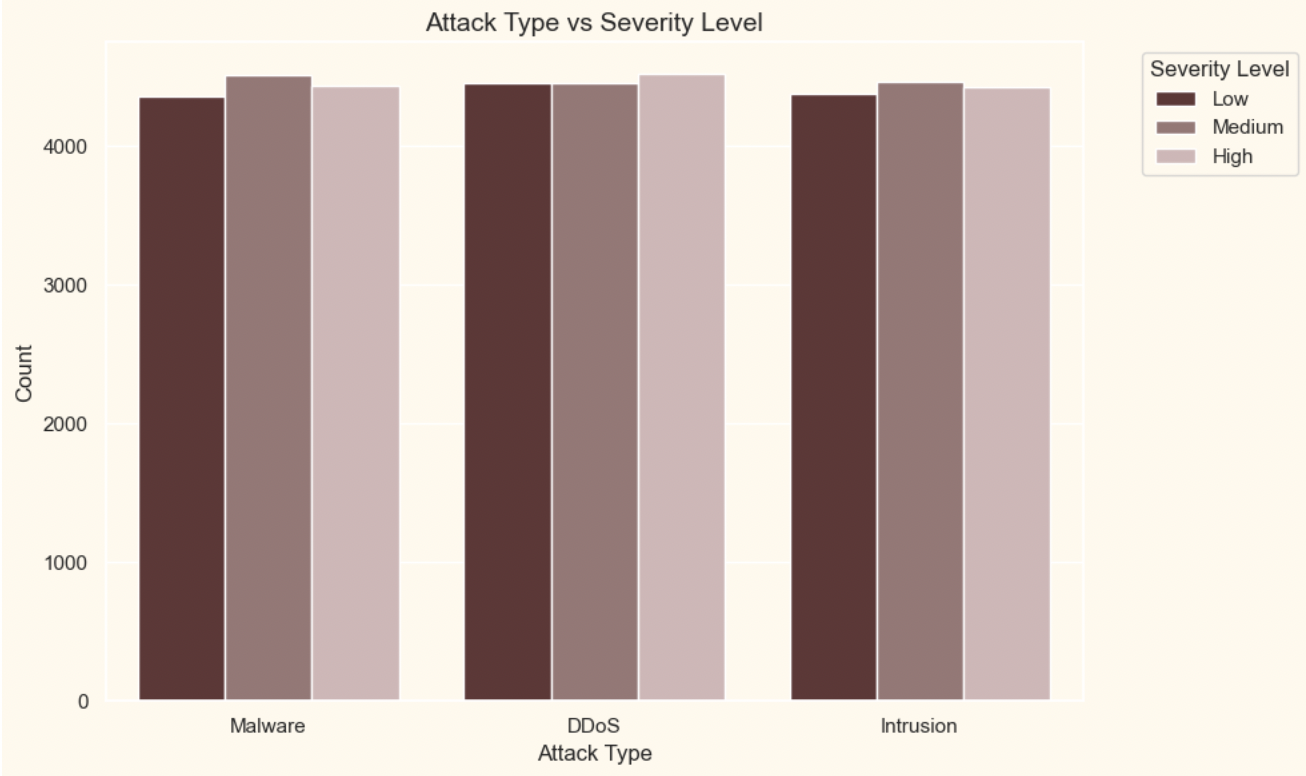 Attack Type vs Severity Level
Severity Level
Low
Medium
High
Count
4000
3000
2000
1000
0
Malware
DDoS
Intrusion
Attack Type